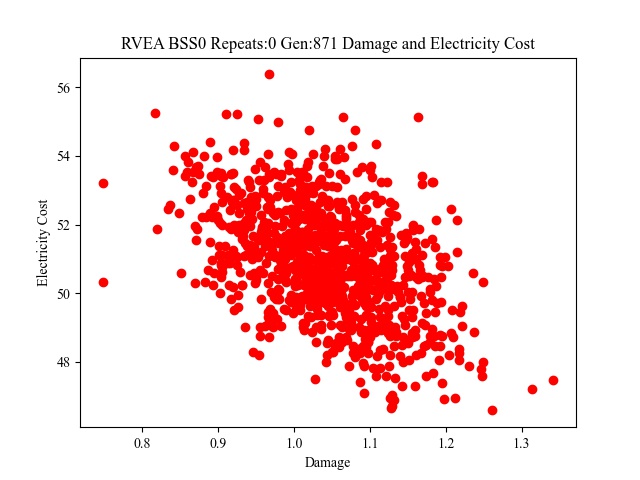 RVEA BSS0 Repeats:0 Gen:871 Damage and Electricity Cost
56
54
52
50
48
Electricity Cost
0.8 0.9 1.0 1.1 1.2 1.3
Damage